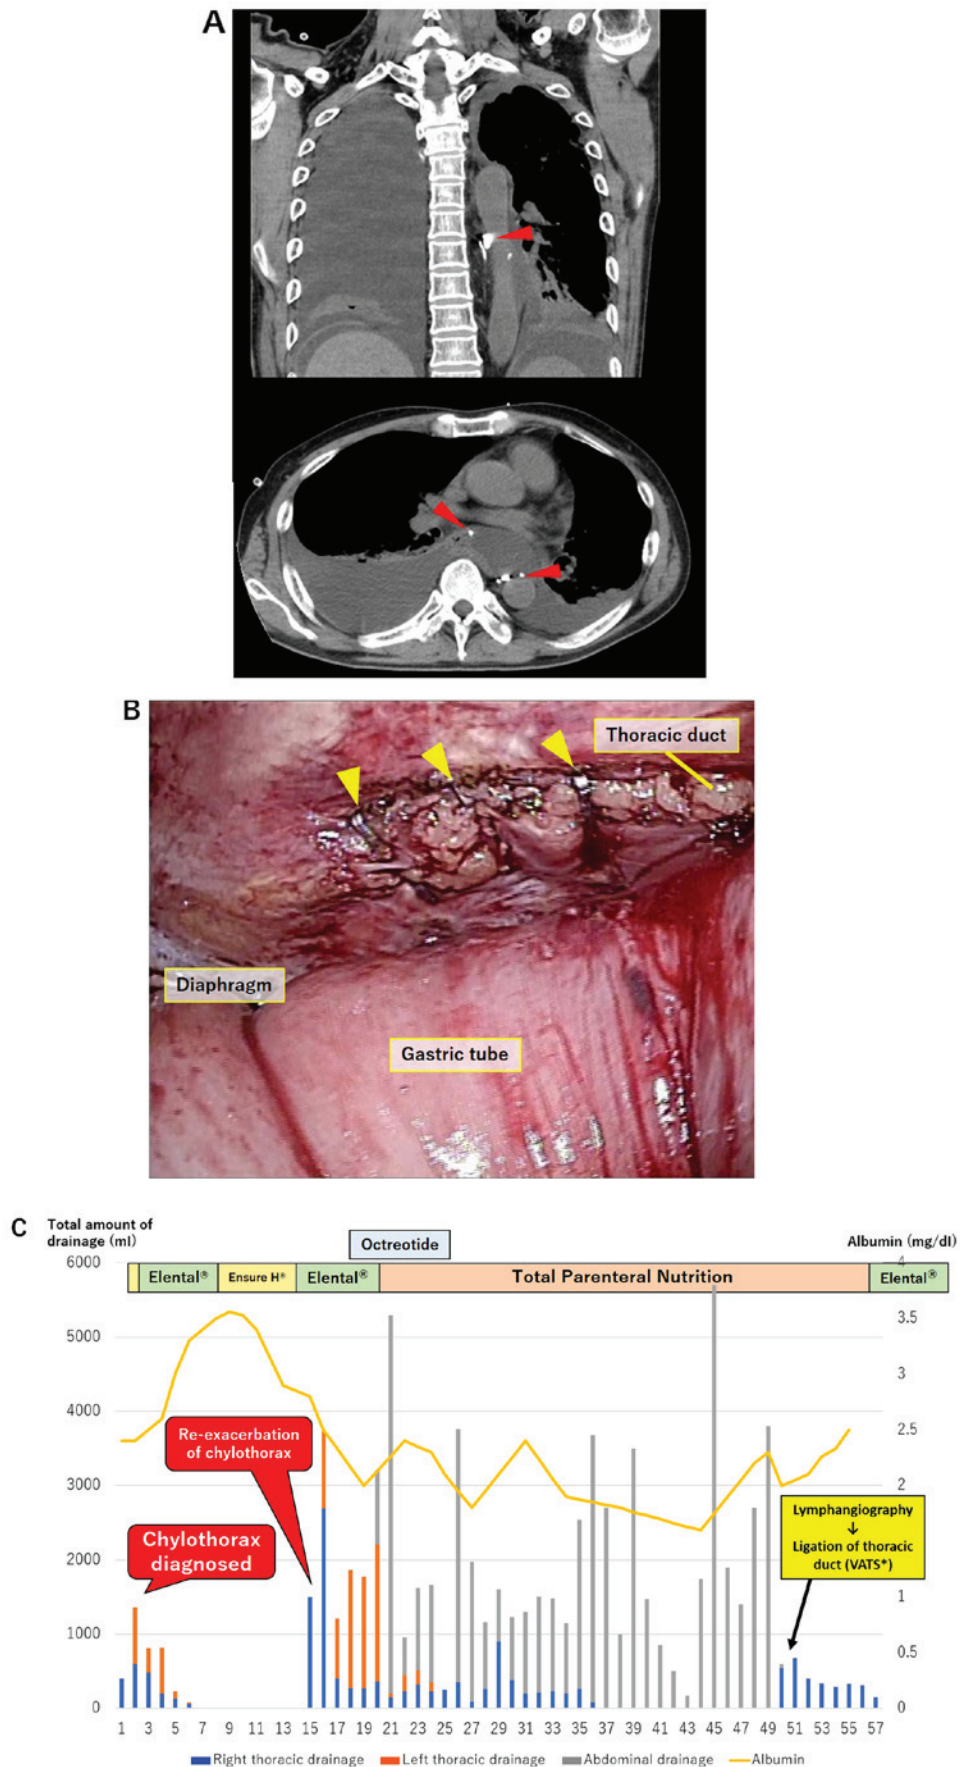 A
B
Thoracic duct
Diaphragm
Gastric tube
C
Total amount of
drainage (ml)
Octreotide
Albumin (mg/dl)
6000
Elental®
Ensure H®
Elental®
Total Parenteral Nutrition
Elental®
4
5000
3.5
3
4000
Re-exacerbation
of chylothorax
2.5
3000
2
Chylothorax
diagnosed
Lymphangiography
↓
Ligation of thoracic
duct (VATS*)
2000
1
1000
0.5
0
0
1 3 5 7 9 11 13 15 17 19 21 23 25 27 29 31 33 35 37 39 41 43 45 47 49 51 53 55 57
Right thoracic drainage Left thoracic drainage Abdominal drainage Albumin